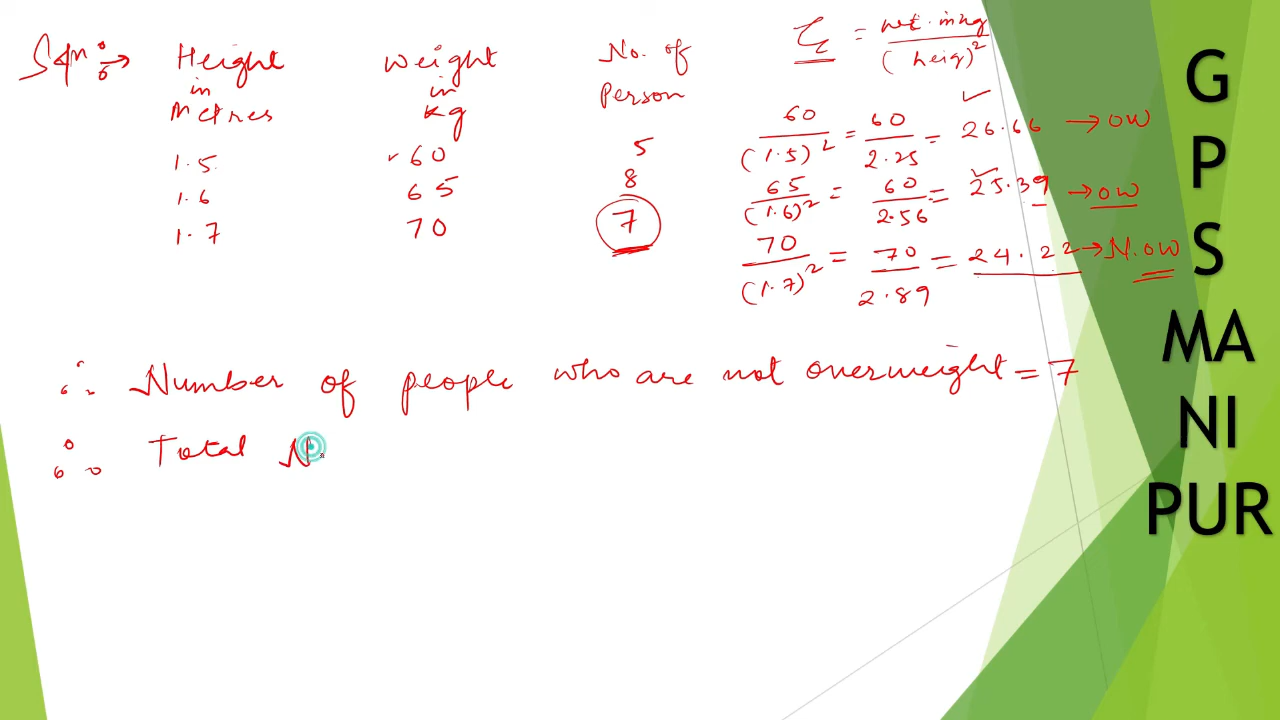 Soln :→ Height in Metres Weight in Kg No. of Person
1.5 60 5
1.6 65 8
1.7 70 7
= wt. in kg / (heig)²
60/(1.5)² = 60/2.25 = 26.66 → OW
65/(1.6)² = 60/2.56 = 25.39 → OW
70/(1.7)² = 70/2.89 = 24.22 → N.OW
∴ Number of people who are not overweight = 7
∴ Total N
G
P
S
MA
NI
PUR